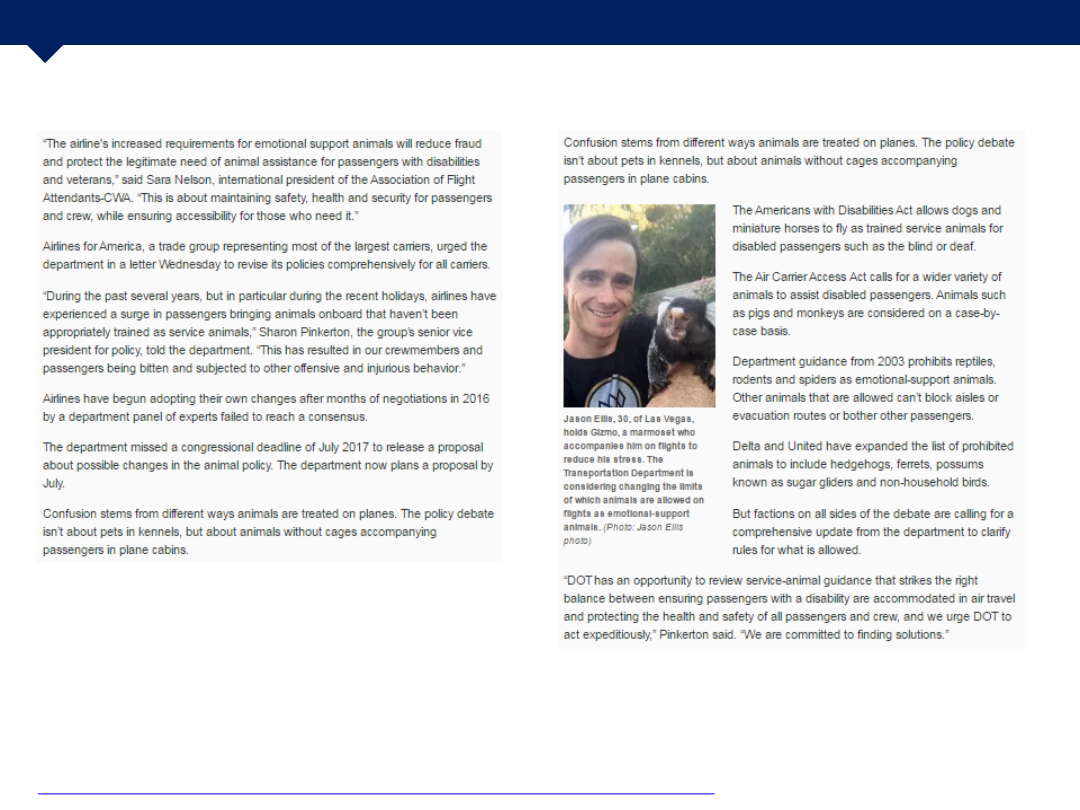 “The airline’s increased requirements for emotional support animals will reduce fraud
and protect the legitimate need of animal assistance for passengers with disabilities
and veterans,” said Sara Nelson, international president of the Association of Flight
Attendants-CWA. “This is about maintaining safety, health and security for passengers
and crew, while ensuring accessibility for those who need it.”
Airlines for America, a trade group representing most of the largest carriers, urged the
department in a letter Wednesday to revise its policies comprehensively for all carriers.
“During the past several years, but in particular during the recent holidays, airlines have
experienced a surge in passengers bringing animals onboard that haven’t been
appropriately trained as service animals,” Sharon Pinkerton, the group’s senior vice
president for policy, told the department. “This has resulted in our crewmembers and
passengers being bitten and subjected to other offensive and injurious behavior.”
Airlines have begun adopting their own changes after months of negotiations in 2016
by a department panel of experts failed to reach a consensus.
The department missed a congressional deadline of July 2017 to release a proposal
about possible changes in the animal policy. The department now plans a proposal by
July.
Confusion stems from different ways animals are treated on planes. The policy debate
isn’t about pets in kennels, but about animals without cages accompanying
passengers in plane cabins.
Confusion stems from different ways animals are treated on planes. The policy debate
isn’t about pets in kennels, but about animals without cages accompanying
passengers in plane cabins.
Jason Ellis, 30, of Las Vegas,
holds Gizmo, a marmoset who
accompanies him on flights to
reduce his stress. The
Transportation Department is
considering changing the limits
of which animals are allowed on
flights as emotional-support
animals. (Photo: Jason Ellis
photo)
The Americans with Disabilities Act allows dogs and
miniature horses to fly as trained service animals for
disabled passengers such as the blind or deaf.
The Air Carrier Access Act calls for a wider variety of
animals to assist disabled passengers. Animals such
as pigs and monkeys are considered on a case-by-
case basis.
Department guidance from 2003 prohibits reptiles,
rodents and spiders as emotional-support animals.
Other animals that are allowed can’t block aisles or
evacuation routes or bother other passengers.
Delta and United have expanded the list of prohibited
animals to include hedgehogs, ferrets, possums
known as sugar gliders and non-household birds.
But factions on all sides of the debate are calling for a
comprehensive update from the department to clarify
rules for what is allowed.
“DOT has an opportunity to review service-animal guidance that strikes the right
balance between ensuring passengers with a disability are accommodated in air travel
and protecting the health and safety of all passengers and crew, and we urge DOT to
act expeditiously,” Pinkerton said. “We are committed to finding solutions.”